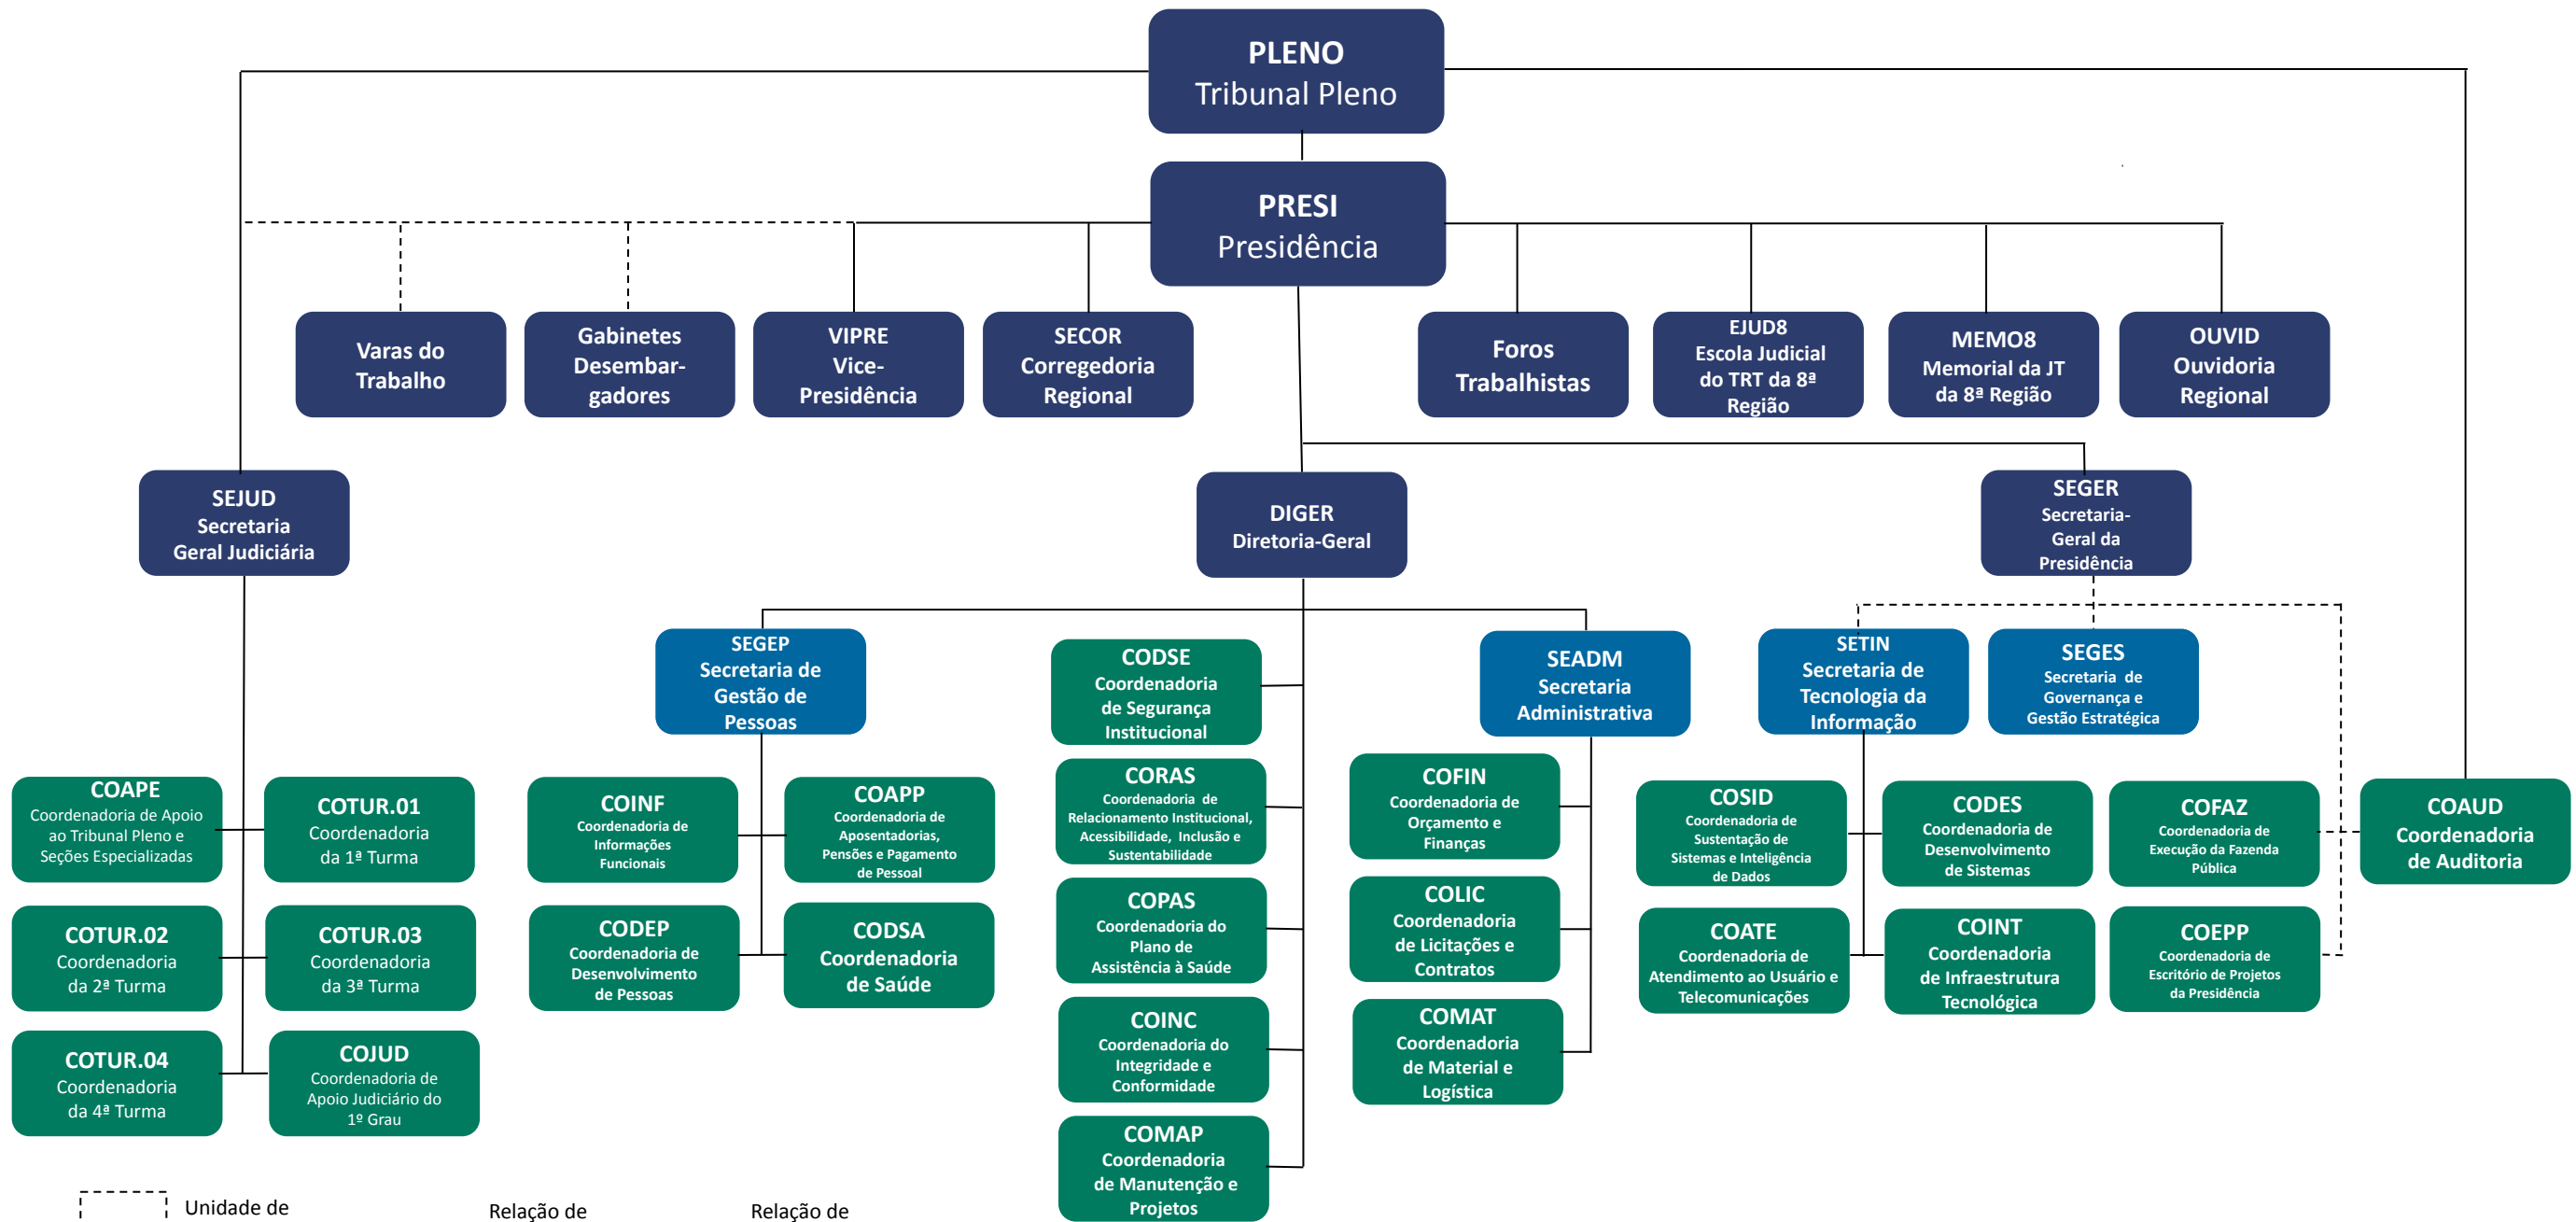 PLENO
Tribunal Pleno
PRESI
Presidência
Varas do
Trabalho
Gabinetes
Desembar-
gadores
VIPRE
Vice-
Presidência
SECOR
Corregedoria
Regional
Foros
Trabalhistas
EJUD8
Escola Judicial
do TRT da 8ª
Região
MEMO8
Memorial da JT
da 8ª Região
OUVID
Ouvidoria
Regional
SEJUD
Secretaria
Geral Judiciária
DIGER
Diretoria-Geral
SEGER
Secretaria-
Geral da
Presidência
SEGEP
Secretaria de
Gestão de
Pessoas
CODSE
Coordenadoria
de Segurança
Institucional
SEADM
Secretaria
Administrativa
SETIN
Secretaria de
Tecnologia da
Informação
SEGES
Secretaria de
Governança e
Gestão Estratégica
COAPE
Coordenadoria de Apoio
ao Tribunal Pleno e
Seções Especializadas
COTUR.01
Coordenadoria
da 1ª Turma
COINF
Coordenadoria de
Informações
Funcionais
COAPP
Coordenadoria de
Aposentadorias,
Pensões e Pagamento
de Pessoal
CORAS
Coordenadoria de
Relacionamento Institucional,
Acessibilidade, Inclusão e
Sustentabilidade
COFIN
Coordenadoria de
Orçamento e
Finanças
COSID
Coordenadoria de
Sustentação de
Sistemas e Inteligência
de Dados
CODES
Coordenadoria de
Desenvolvimento
de Sistemas
COFAZ
Coordenadoria de
Execução da Fazenda
Pública
COAUD
Coordenadoria
de Auditoria
COTUR.02
Coordenadoria
da 2ª Turma
COTUR.03
Coordenadoria
da 3ª Turma
CODEP
Coordenadoria de
Desenvolvimento
de Pessoas
CODSA
Coordenadoria
de Saúde
COPAS
Coordenadoria do
Plano de
Assistência à Saúde
COLIC
Coordenadoria
de Licitações e
Contratos
COATE
Coordenadoria de
Atendimento ao Usuário e
Telecomunicações
COINT
Coordenadoria
de Infraestrutura
Tecnológica
COEPP
Coordenadoria de
Escritório de Projetos
da Presidência
COTUR.04
Coordenadoria
da 4ª Turma
COJUD
Coordenadoria de
Apoio Judiciário do
1º Grau
COINC
Coordenadoria do
Integridade e
Conformidade
COMAT
Coordenadoria
de Material e
Logística
COMAP
Coordenadoria
de Manutenção e
Projetos
Unidade de
Relação de
Relação de